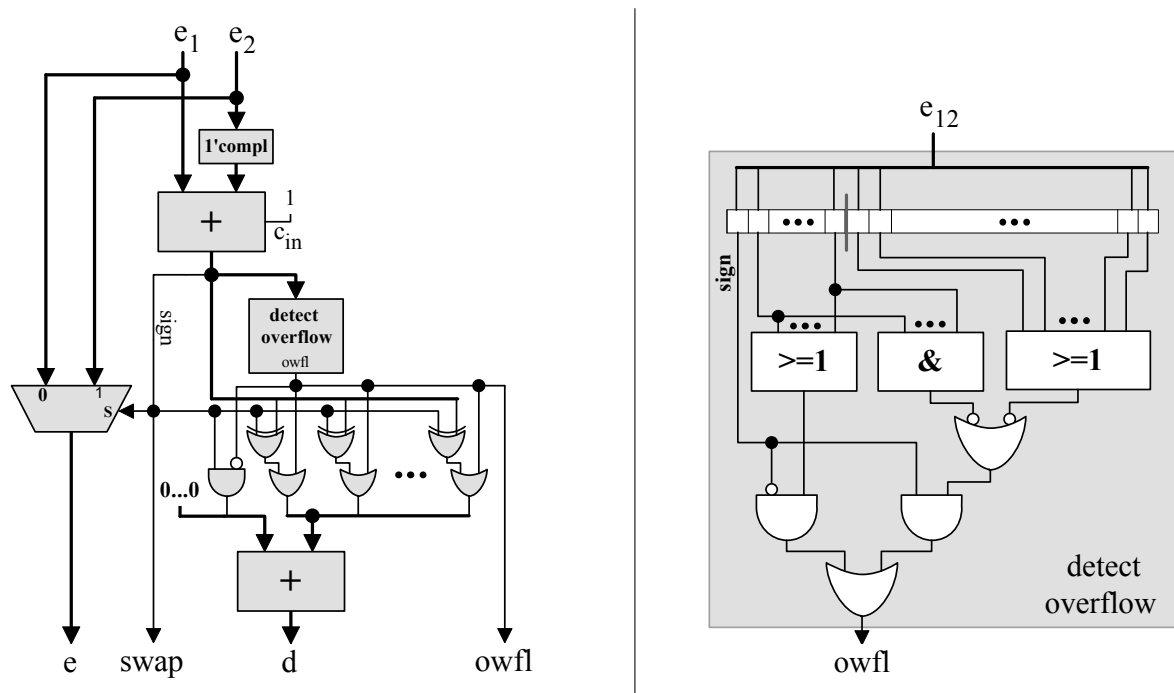 e1 e2
1'compl
+
1
cin
sign
detect
overflow
owfl
0 1
s
0...0
•••
+
e swap d owfl
e12
••• •••
sign
••• ••• •••
>=1 & >=1
detect
overflow
owfl